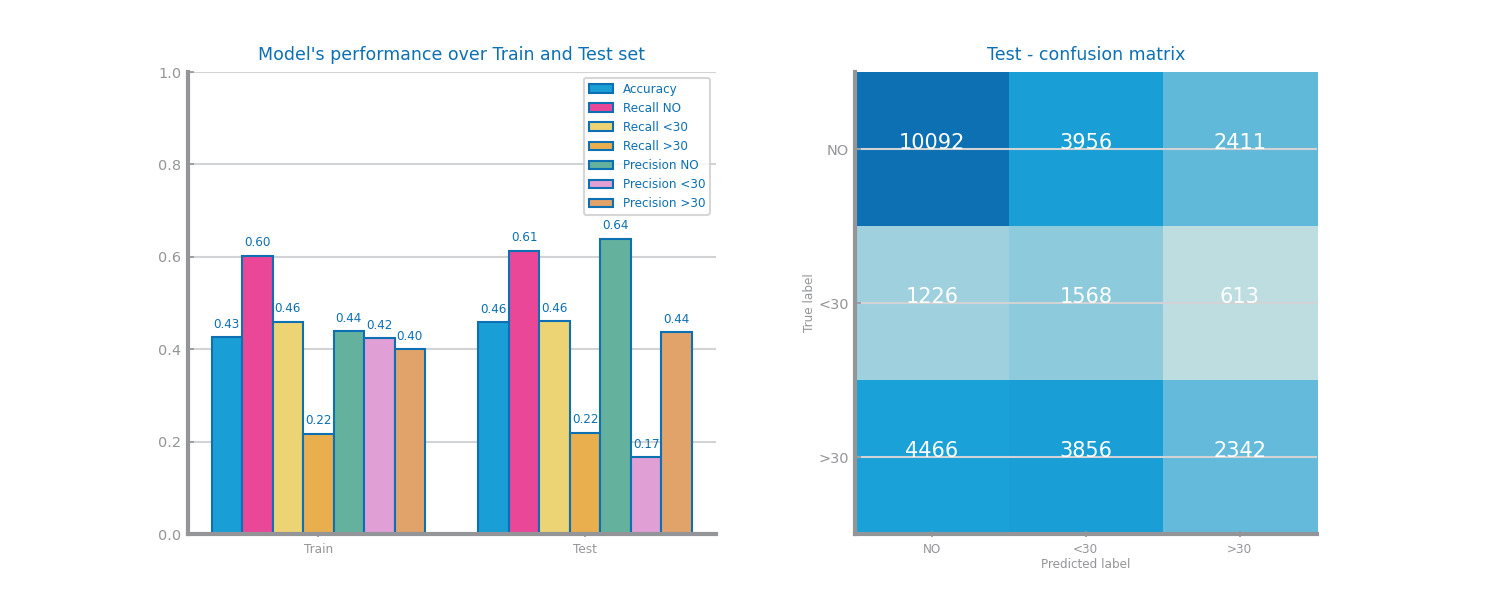 Model's performance over Train and Test set
1.0
0.8
0.6
0.4
0.2
0.0
Accuracy
Recall NO
Recall <30
Recall >30
Precision NO
Precision <30
Precision >30
0.43
0.60
0.46
0.22
0.44
0.42
0.40
0.46
0.61
0.46
0.22
0.64
0.17
0.44
Train
Test
Test - confusion matrix
True label
NO
<30
>30
10092 3956 2411
1226 1568 613
4466 3856 2342
NO <30 >30
Predicted label